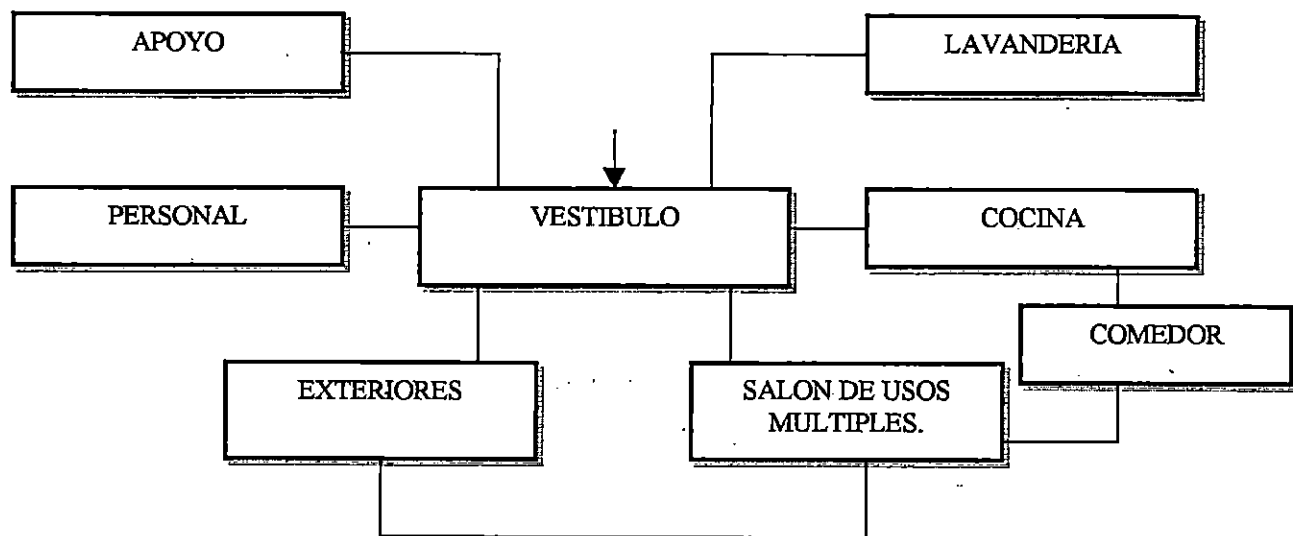 APOYO
LAVANDERIA
PERSONAL
VESTIBULO
COCINA
COMEDOR
EXTERIORES
SALON DE USOS
MULTIPLES.